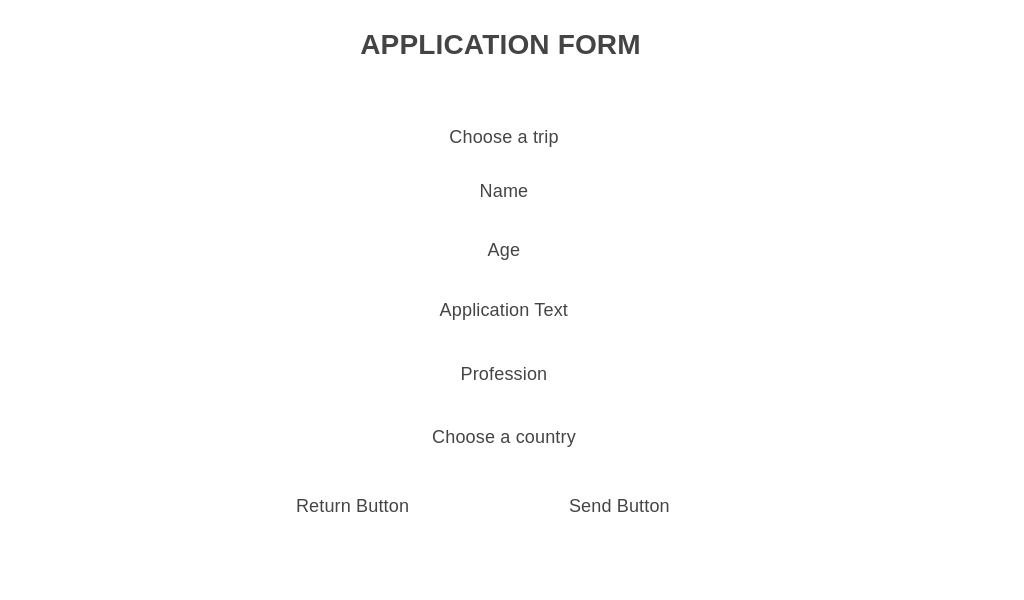 APPLICATION FORM
Choose a trip
Name
Age
Application Text
Profession
Choose a country
Return Button Send Button